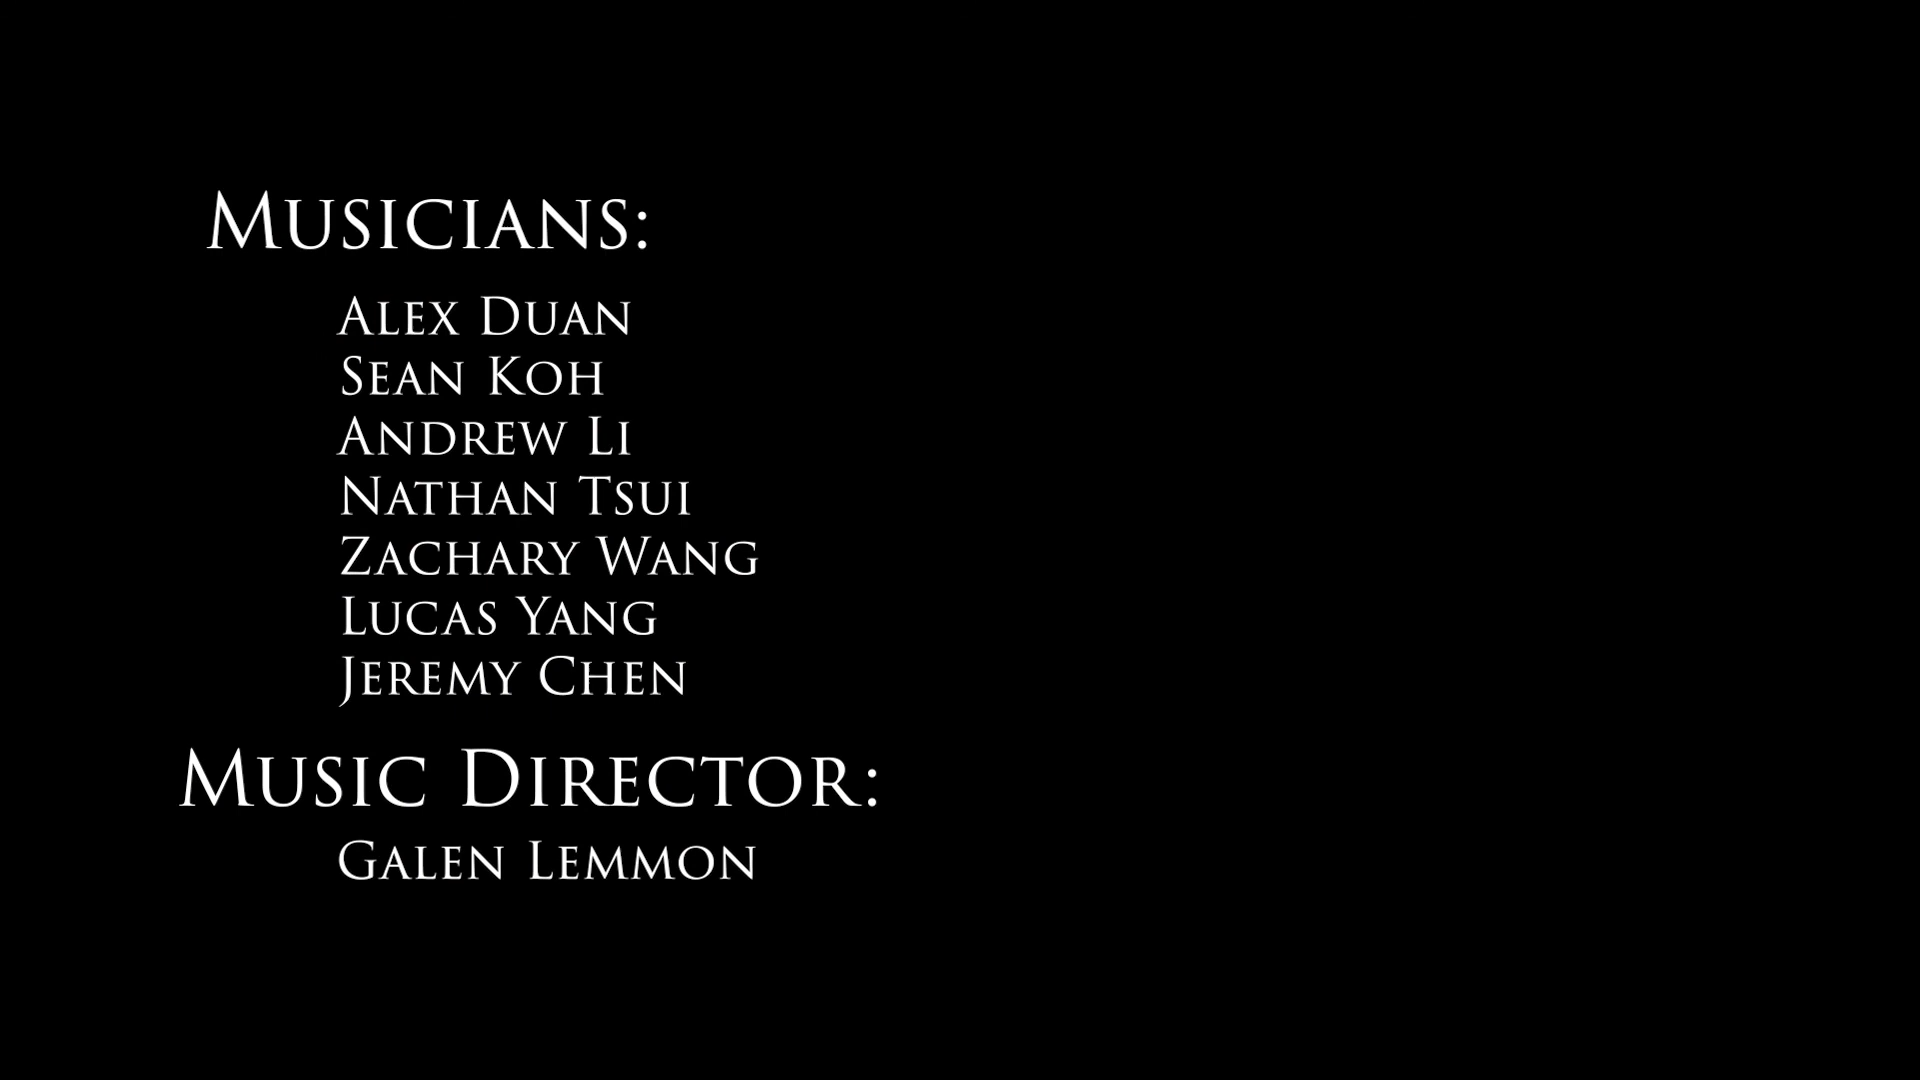 Musicians:
Alex Duan
Sean Koh
Andrew Li
Nathan Tsui
Zachary Wang
Lucas Yang
Jeremy Chen
Music Director:
Galen Lemmon